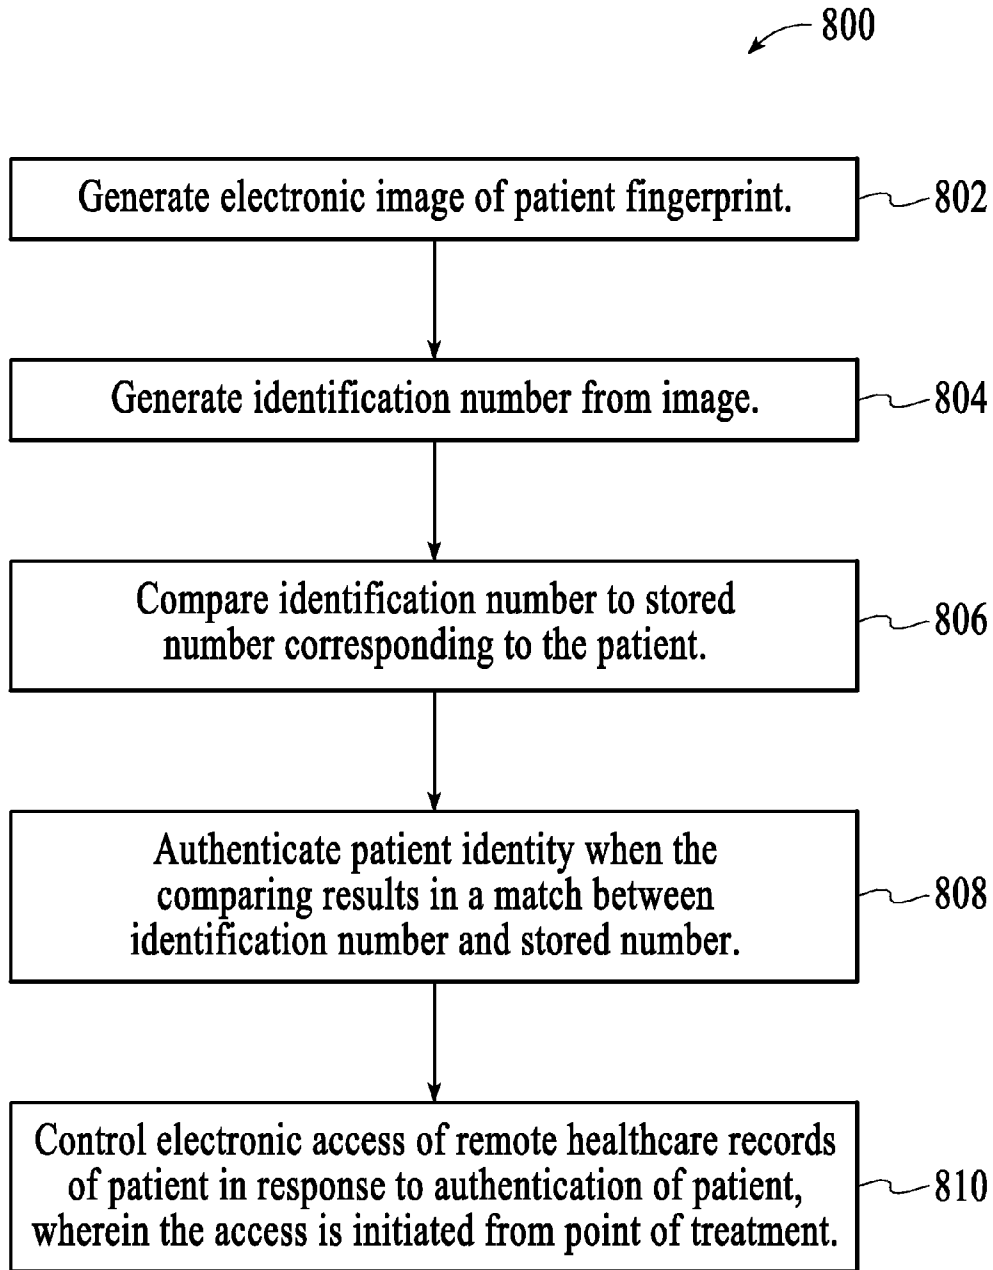 800
Generate electronic image of patient fingerprint.
802
Generate identification number from image.
804
Compare identification number to stored
number corresponding to the patient.
806
Authenticate patient identity when the
comparing results in a match between
identification number and stored number.
808
Control electronic access of remote healthcare records
of patient in response to authentication of patient,
wherein the access is initiated from point of treatment.
810